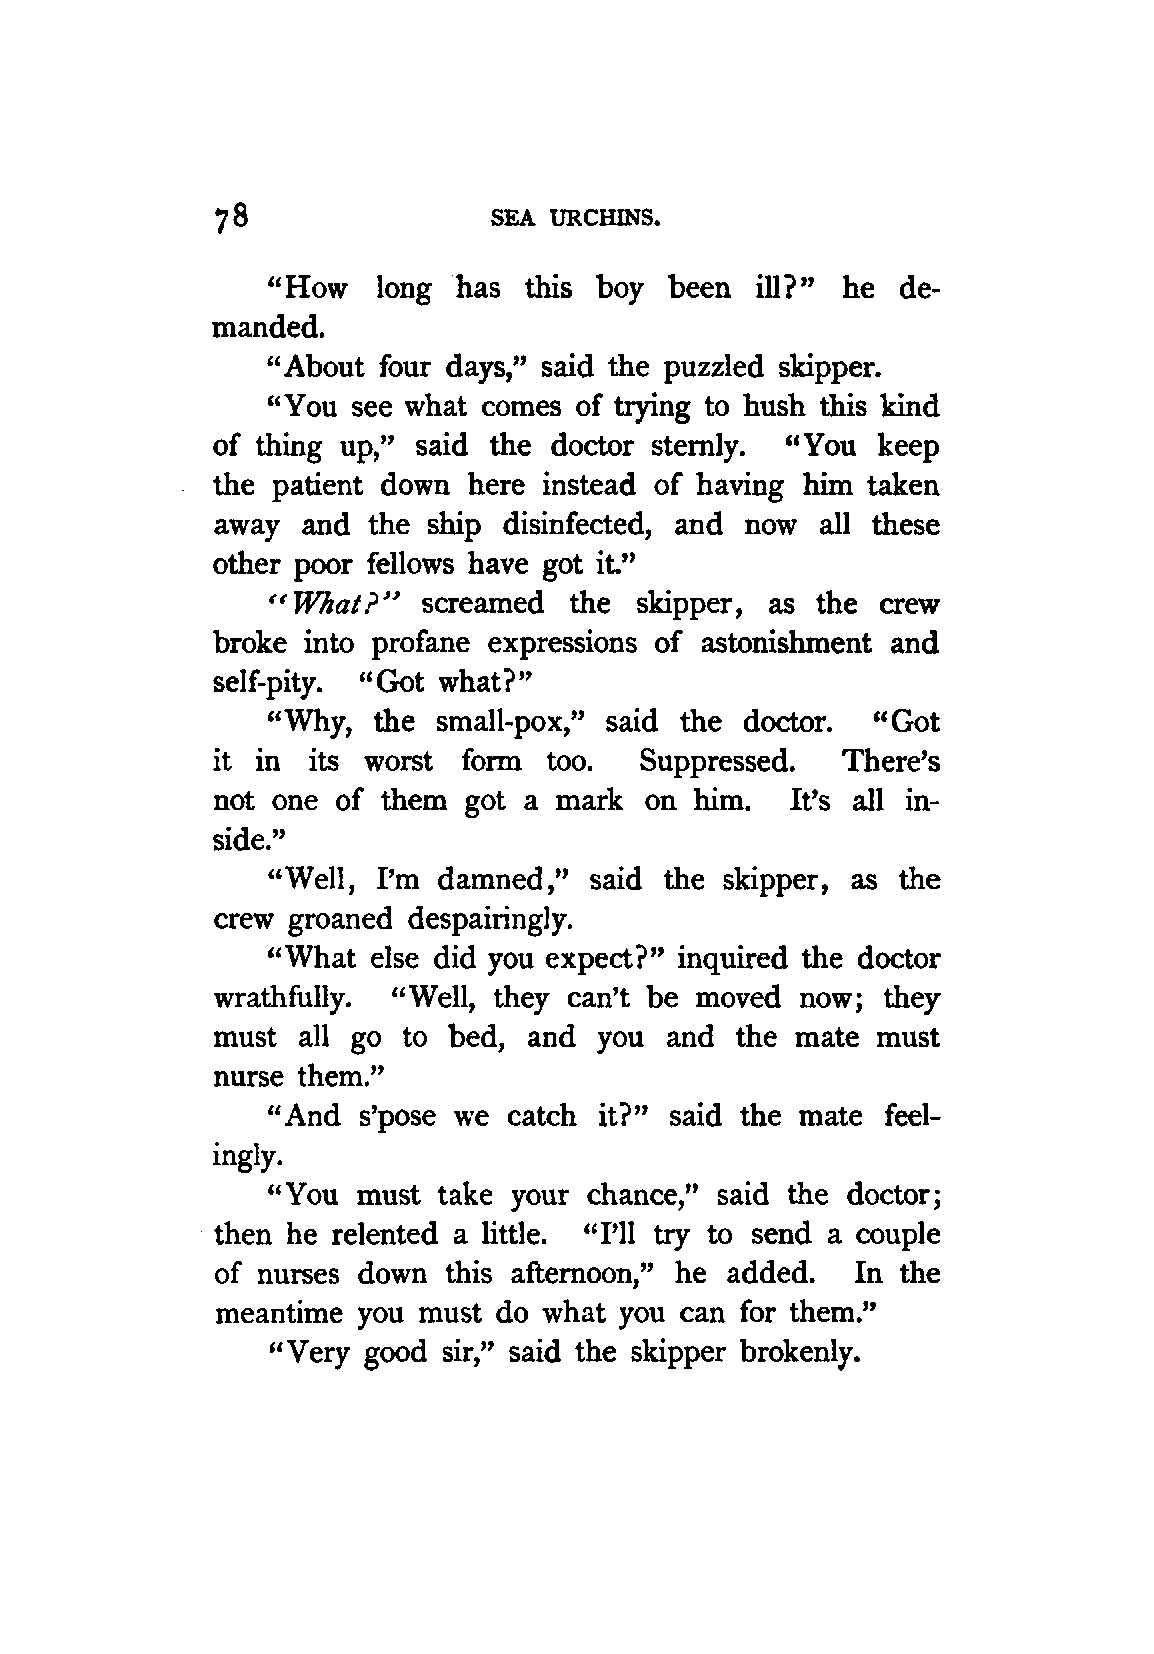 78 SEA URCHINS.
“How long has this boy been ill?” he de-
manded.
“About four days,” said the puzzled skipper.
“You see what comes of trying to hush this kind
of thing up,” said the doctor sternly. “You keep
the patient down here instead of having him taken
away and the ship disinfected, and now all these
other poor fellows have got it.”
“What?” screamed the skipper, as the crew
broke into profane expressions of astonishment and
self-pity. “Got what?”
“Why, the small-pox,” said the doctor. “Got
it in its worst form too. Suppressed. There’s
not one of them got a mark on him. It’s all in-
side.”
“Well, I’m damned,” said the skipper, as the
crew groaned despairingly.
“What else did you expect?” inquired the doctor
wrathfully. “Well, they can’t be moved now; they
must all go to bed, and you and the mate must
nurse them.”
“And s’pose we catch it?” said the mate feel-
ingly.
“You must take your chance,” said the doctor;
then he relented a little. “I’ll try to send a couple
of nurses down this afternoon,” he added. In the
meantime you must do what you can for them.”
“Very good sir,” said the skipper brokenly.